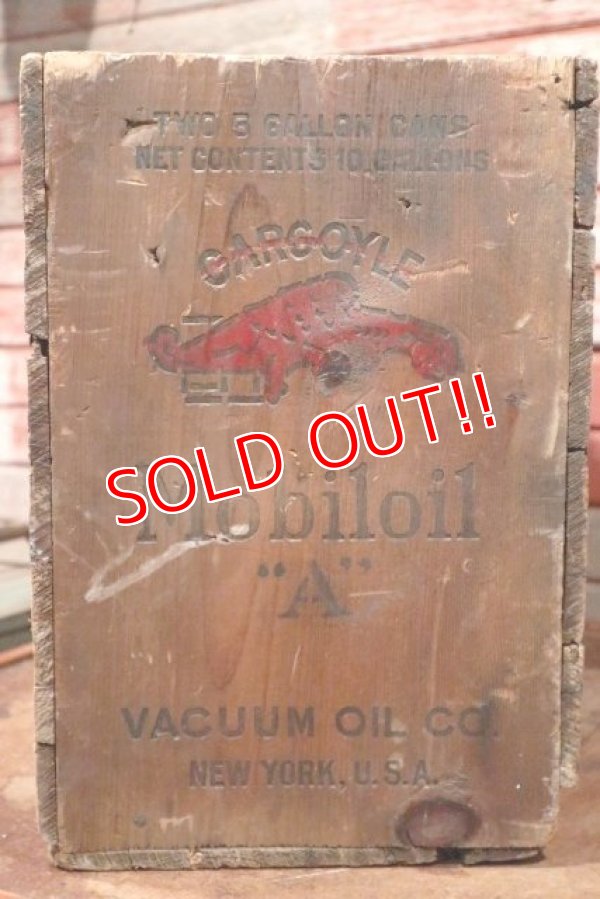 TWO 5 GALLON CANS
NET CONTENTS 10 GALLONS
GARGOYLE
SOLD OUT!!
Mobiloil
"A"
VACUUM OIL CO.
NEW YORK, U.S.A.